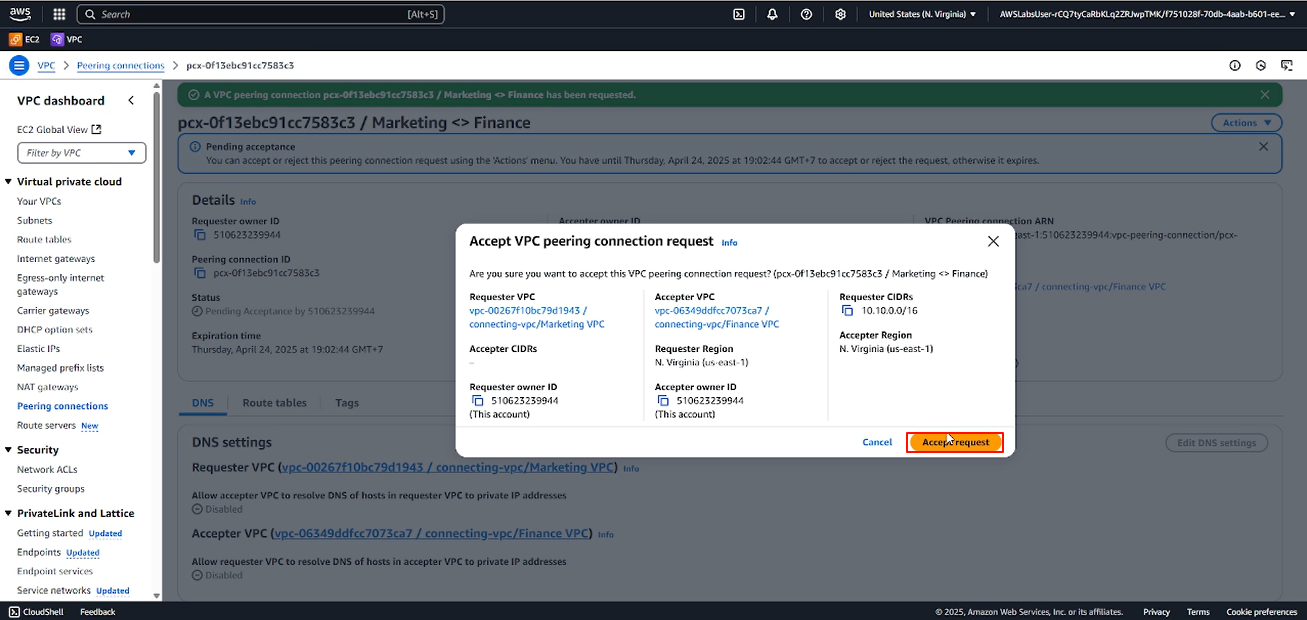 aws
Search [Alt+S]
United States (N. Virginia)
AWSLabsUser-rCQ7tyCaRbKLq2ZRJwpTMK/f751028f-70db-4aab-b601-ee...
EC2 VPC
VPC > Peering connections > pcx-0f13ebc91cc7583c3
VPC dashboard
EC2 Global View
Filter by VPC
Virtual private cloud
Your VPCs
Subnets
Route tables
Internet gateways
Egress-only internet
gateways
Carrier gateways
DHCP option sets
Elastic IPs
Managed prefix lists
NAT gateways
Peering connections
Route servers New
Security
Network ACLs
Security groups
PrivateLink and Lattice
Getting started Updated
Endpoints Updated
Endpoint services
Service networks Updated
A VPC peering connection pcx-0f13ebc91cc7583c3 / Marketing <> Finance has been requested.
pcx-0f13ebc91cc7583c3 / Marketing <> Finance
Actions
Pending acceptance
You can accept or reject this peering connection request using the 'Actions' menu. You have until Thursday, April 24, 2025 at 19:02:44 GMT+7 to accept or reject the request, otherwise it expires.
Details Info
Requester owner ID
510623239944
Peering connection ID
pcx-0f13ebc91cc7583c3
Status
Pending Acceptance by 510623239944
Expiration time
Thursday, April 24, 2025 at 19:02:44 GMT+7
Accepter owner ID
VPC Peering connection ARN
ast-1:510623239944:vpc-peering-connection/pcx-
/ connecting-vpc/Finance VPC
Accept VPC peering connection request Info
Are you sure you want to accept this VPC peering connection request? (pcx-0f13ebc91cc7583c3 / Marketing <> Finance)
Requester VPC
vpc-00267f10bc79d1943 /
connecting-vpc/Marketing VPC
Accepter CIDRs
–
Requester owner ID
510623239944
(This account)
Accepter VPC
vpc-06349ddfcc7073ca7 /
connecting-vpc/Finance VPC
Requester Region
N. Virginia (us-east-1)
Accepter owner ID
510623239944
(This account)
Requester CIDRs
10.10.0.0/16
Accepter Region
N. Virginia (us-east-1)
Cancel
Accept request
DNS
Route tables
Tags
DNS settings
Edit DNS settings
Requester VPC (vpc-00267f10bc79d1943 / connecting-vpc/Marketing VPC) Info
Allow accepter VPC to resolve DNS of hosts in requester VPC to private IP addresses
Disabled
Accepter VPC (vpc-06349ddfcc7073ca7 / connecting-vpc/Finance VPC) Info
Allow requester VPC to resolve DNS of hosts in accepter VPC to private IP addresses
Disabled
CloudShell Feedback
© 2025, Amazon Web Services, Inc. or its affiliates. Privacy Terms Cookie preferences